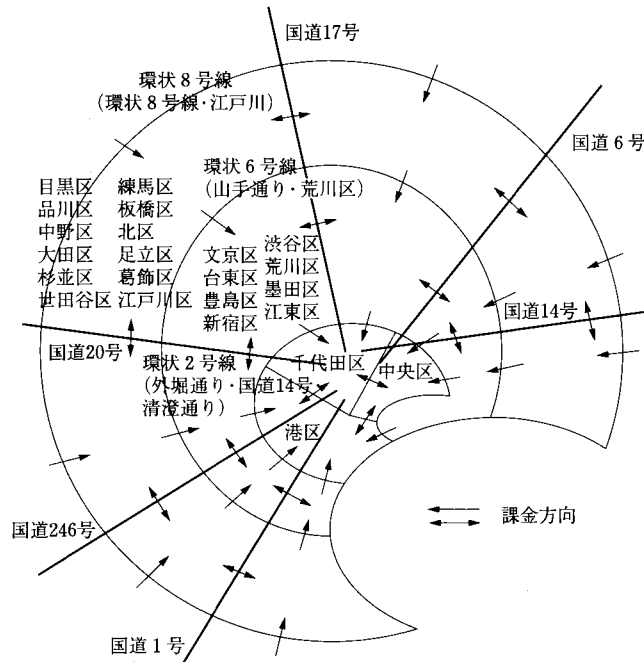 国道17号
環状８号線
（環状８号線・江戸川）
国道６号
環状６号線
（山手通り・荒川区）
目黒区 練馬区
品川区 板橋区
中野区 北区
大田区 足立区
杉並区 葛飾区
世田谷区 江戸川区
渋谷区
荒川区
墨田区
江東区
文京区
台東区
豊島区
新宿区
国道14号
国道20号
環状２号線
（外堀通り・国道14号
清澄通り）
千代田区
中央区
港区
国道246号
課金方向
国道１号